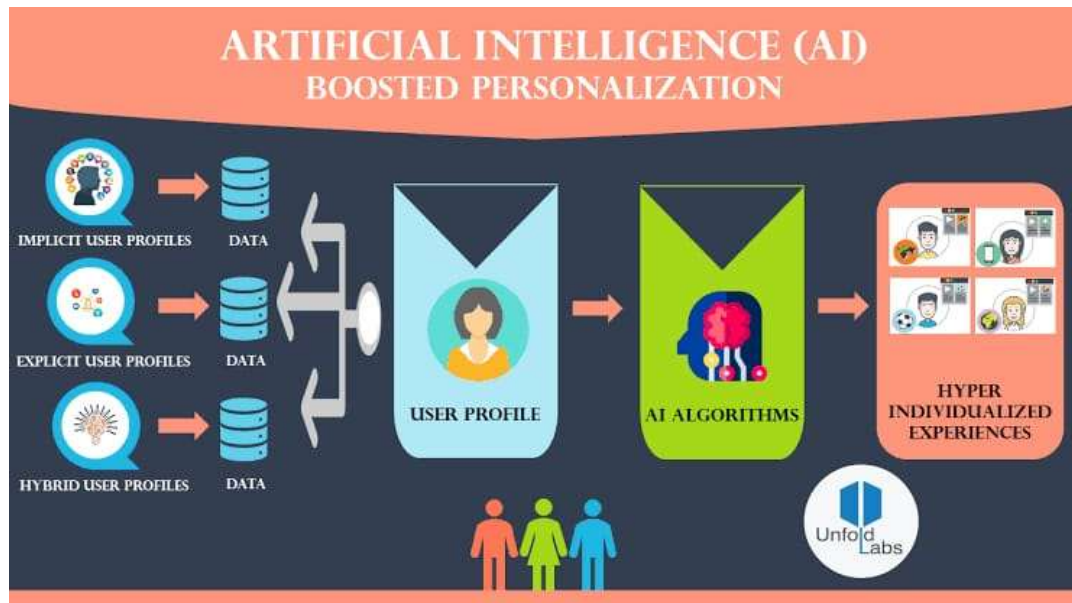 ARTIFICIAL INTELLIGENCE (AI)
BOOSTED PERSONALIZATION
IMPLICIT USER PROFILES
DATA
EXPLICIT USER PROFILES
DATA
HYBRID USER PROFILES
DATA
USER PROFILE
AI ALGORITHMS
HYPER
INDIVIDUALIZED
EXPERIENCES
Unfold
Labs